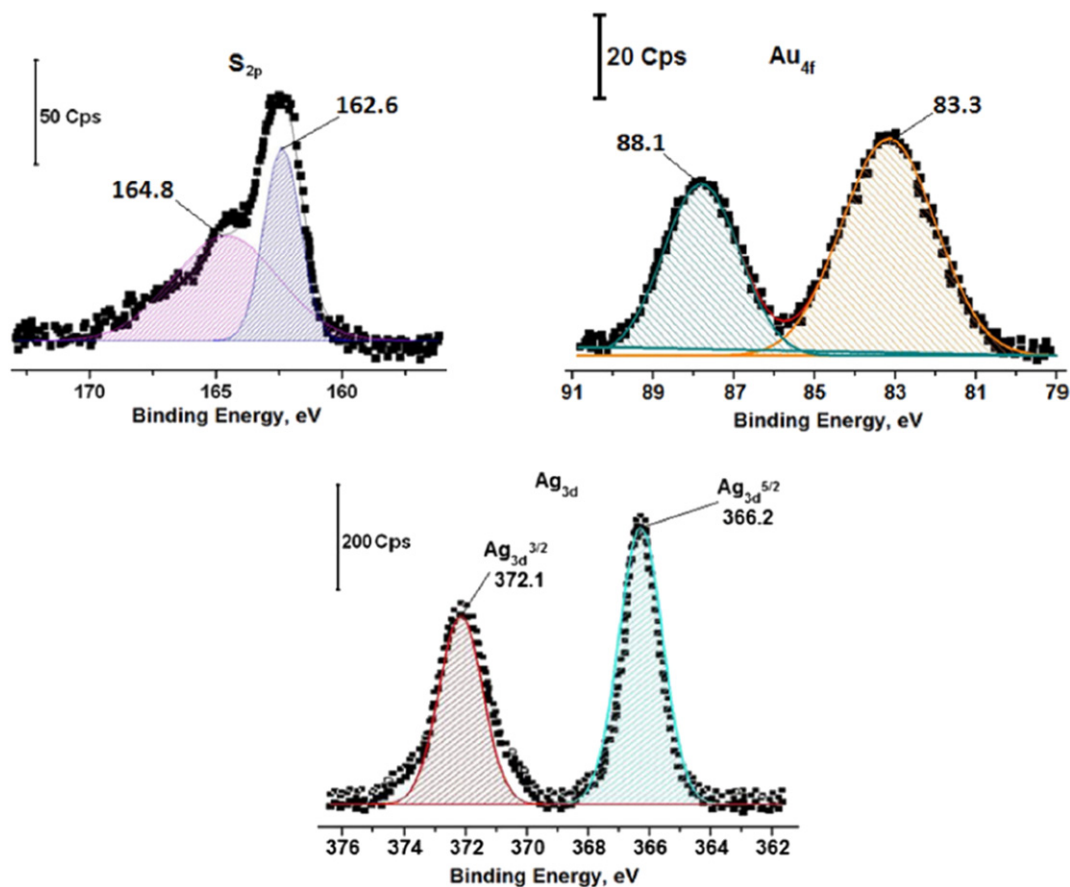 S2p
50 Cps
162.6
164.8
170 165 160
Binding Energy, eV
20 Cps
Au4f
83.3
88.1
91 89 87 85 83 81 79
Binding Energy, eV
Ag3d
Ag3d5/2
366.2
200 Cps
Ag3d3/2
372.1
376 374 372 370 368 366 364 362
Binding Energy, eV